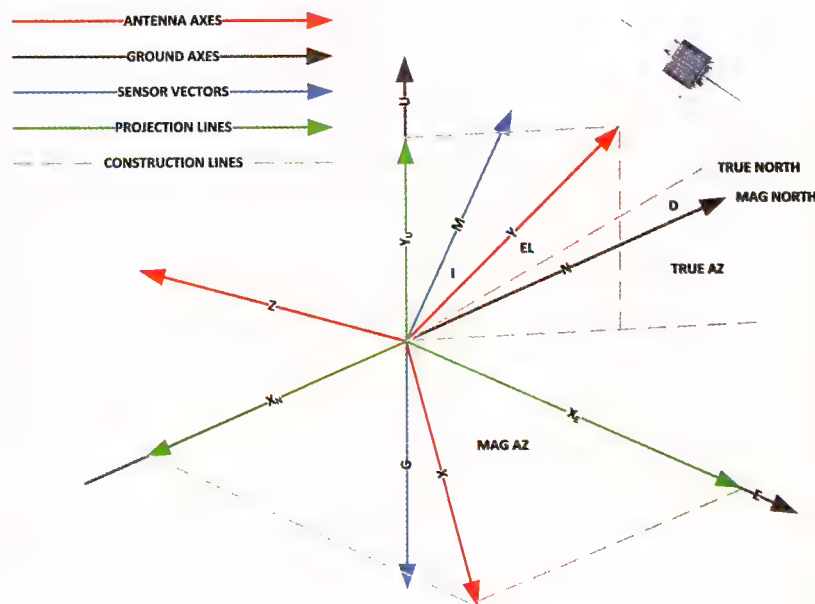 ANTENNA AXES
GROUND AXES
SENSOR VECTORS
PROJECTION LINES
CONSTRUCTION LINES
U
TRUE NORTH
MAG NORTH
D
M
Y
EL
YU
I
N
TRUE AZ
Z
XN
XE
MAG AZ
G
X
E